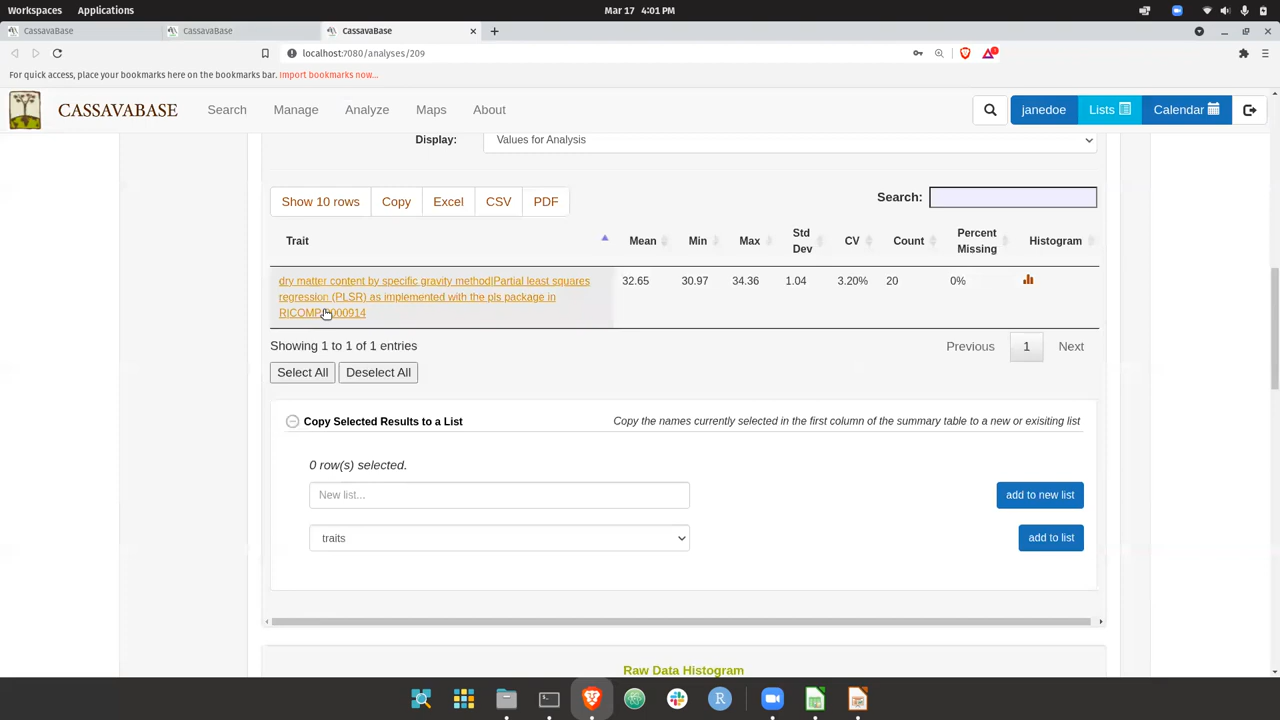 Workspaces Applications Mar 17 4:01 PM
CassavaBase CassavaBase CassavaBase
localhost:7080/analyses/209
For quick access, place your bookmarks here on the bookmarks bar. Import bookmarks now...
CASSAVABASE Search Manage Analyze Maps About janedoe Lists Calendar
Display: Values for Analysis
Show 10 rows Copy Excel CSV PDF Search:
Trait Mean Min Max Std Dev CV Count Percent Missing Histogram
dry matter content by specific gravity method|Partial least squares 32.65 30.97 34.36 1.04 3.20% 20 0%
regression (PLSR) as implemented with the pls package in
Showing 1 to 1 of 1 entries Previous 1 Next
Select All Deselect All
Copy Selected Results to a List Copy the names currently selected in the first column of the summary table to a new or exisiting list
0 row(s) selected.
New list... add to new list
traits add to list
Raw Data Histogram